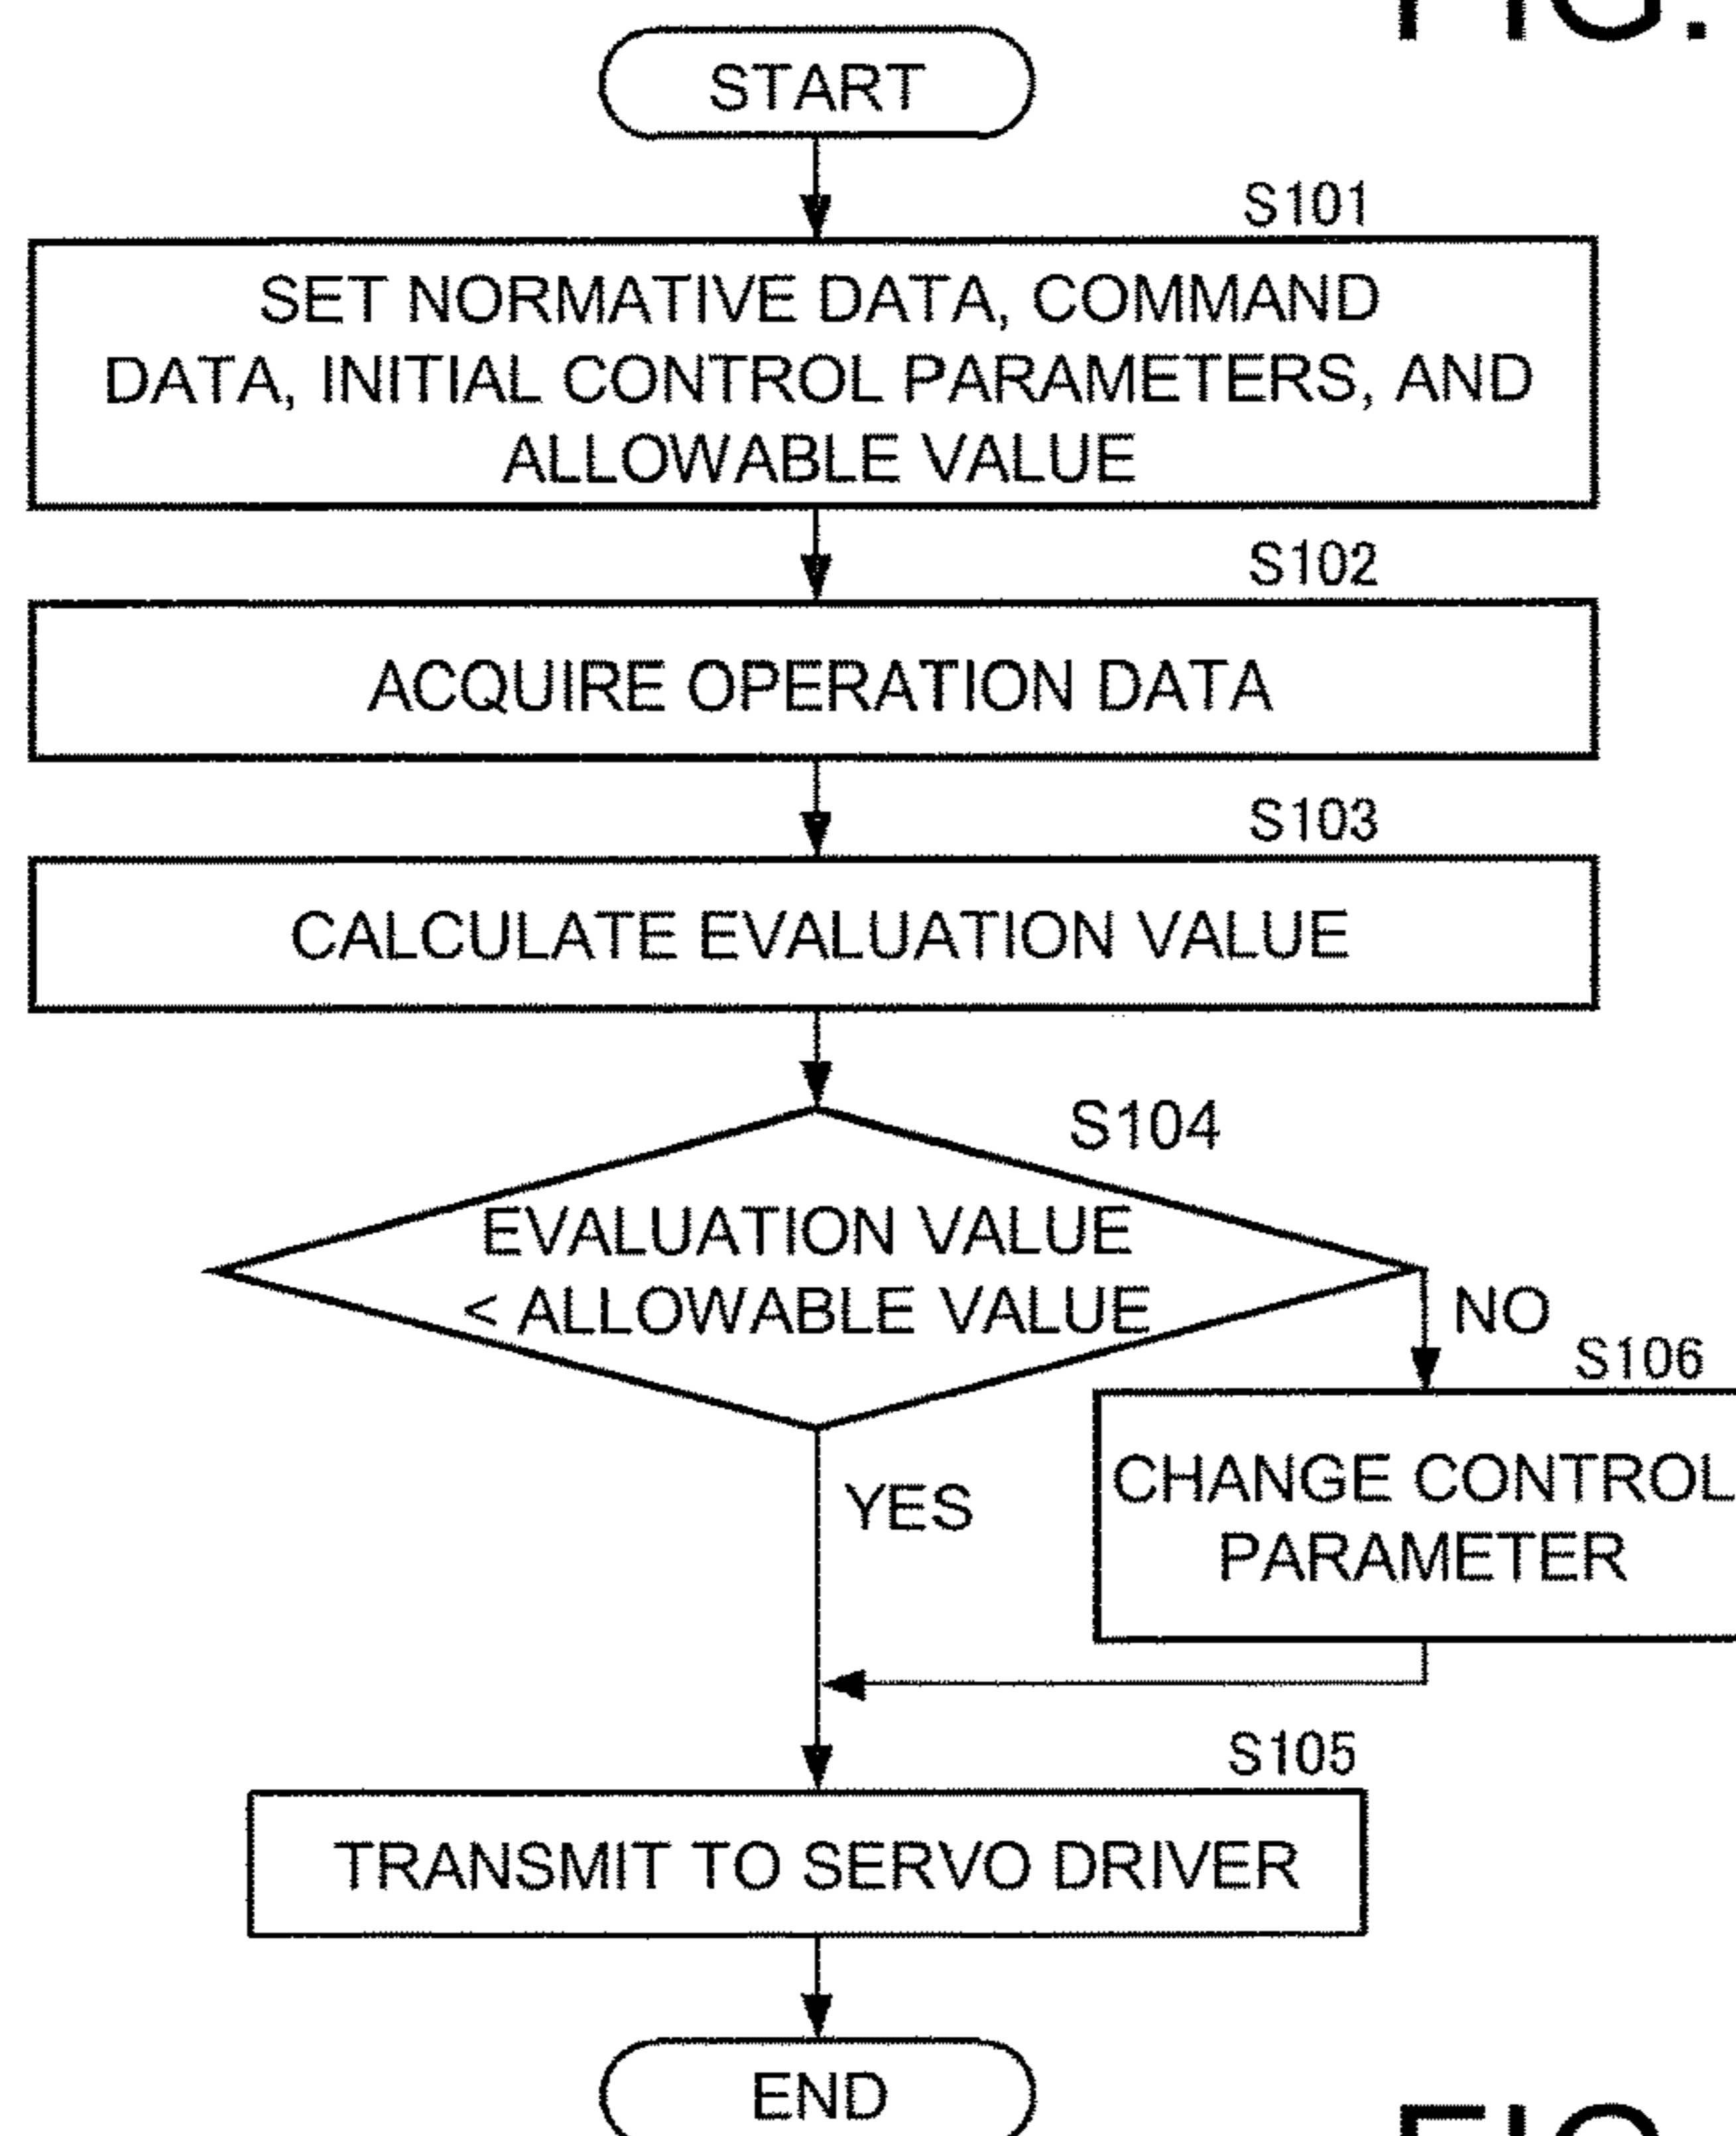 FIG.
START
S101
SET NORMATIVE DATA, COMMAND
DATA, INITIAL CONTROL PARAMETERS, AND
ALLOWABLE VALUE
S102
ACQUIRE OPERATION DATA
S103
CALCULATE EVALUATION VALUE
S104
EVALUATION VALUE
< ALLOWABLE VALUE
NO
S106
CHANGE CONTROL
PARAMETER
YES
S105
TRANSMIT TO SERVO DRIVER
END